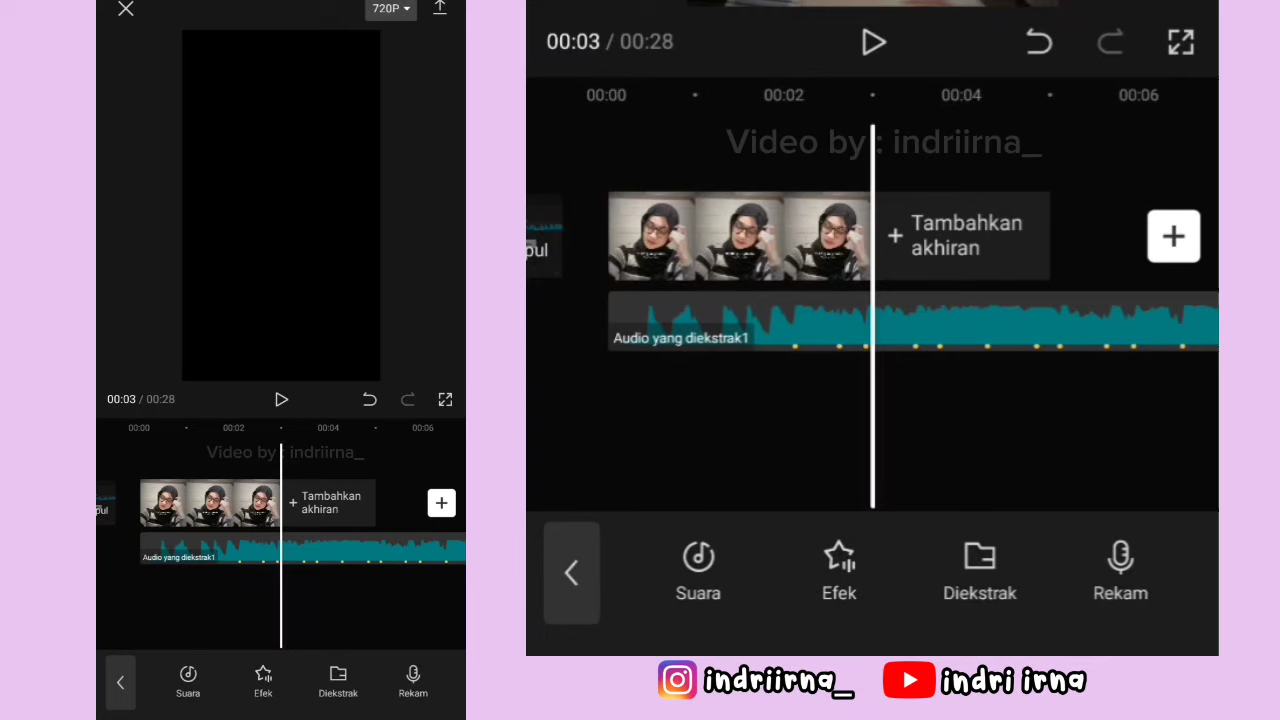 720P
00:03 / 00:28
00:00
00:02
00:04
00:06
Video by : indriirna_
pul
+ Tambahkan
akhiran
+
Audio yang diekstrak1
Suara
Efek
Diekstrak
Rekam
00:03 / 00:28
00:00
00:02
00:04
00:06
Video by : indriirna_
pul
+ Tambahkan
akhiran
+
Audio yang diekstrak1
Suara
Efek
Diekstrak
Rekam
indriirna_
indri irna